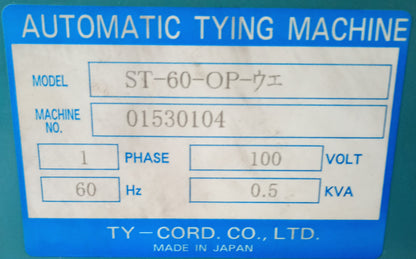 AUTOMATIC TYING MACHINE
MODEL ST-60-OP-ウエ
MACHINE NO. 01530104
1 PHASE 100 VOLT
60 Hz 0.5 KVA
TY-CORD. CO., LTD.
MADE IN JAPAN